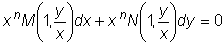 x^n M(1, y/x)dx + x^n N(1, y/x)dy = 0